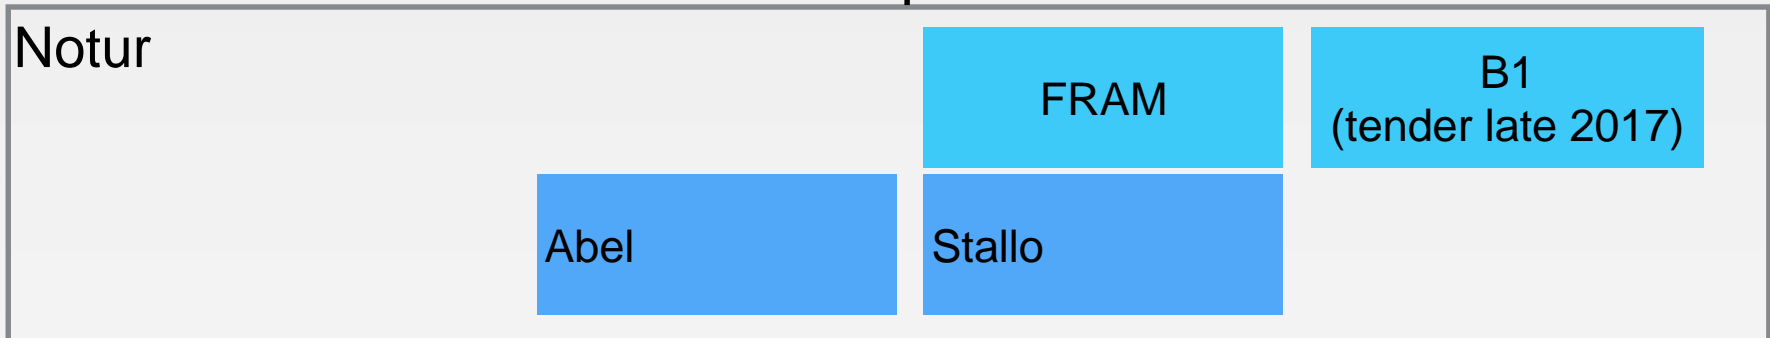 Notur
FRAM
B1
(tender late 2017)
Abel
Stallo